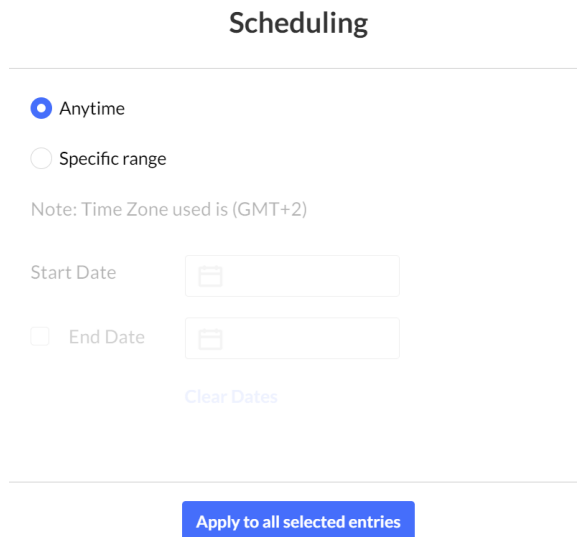 Scheduling
Anytime
Specific range
Note: Time Zone used is (GMT+2)
Start Date
End Date
Clear Dates
Apply to all selected entries